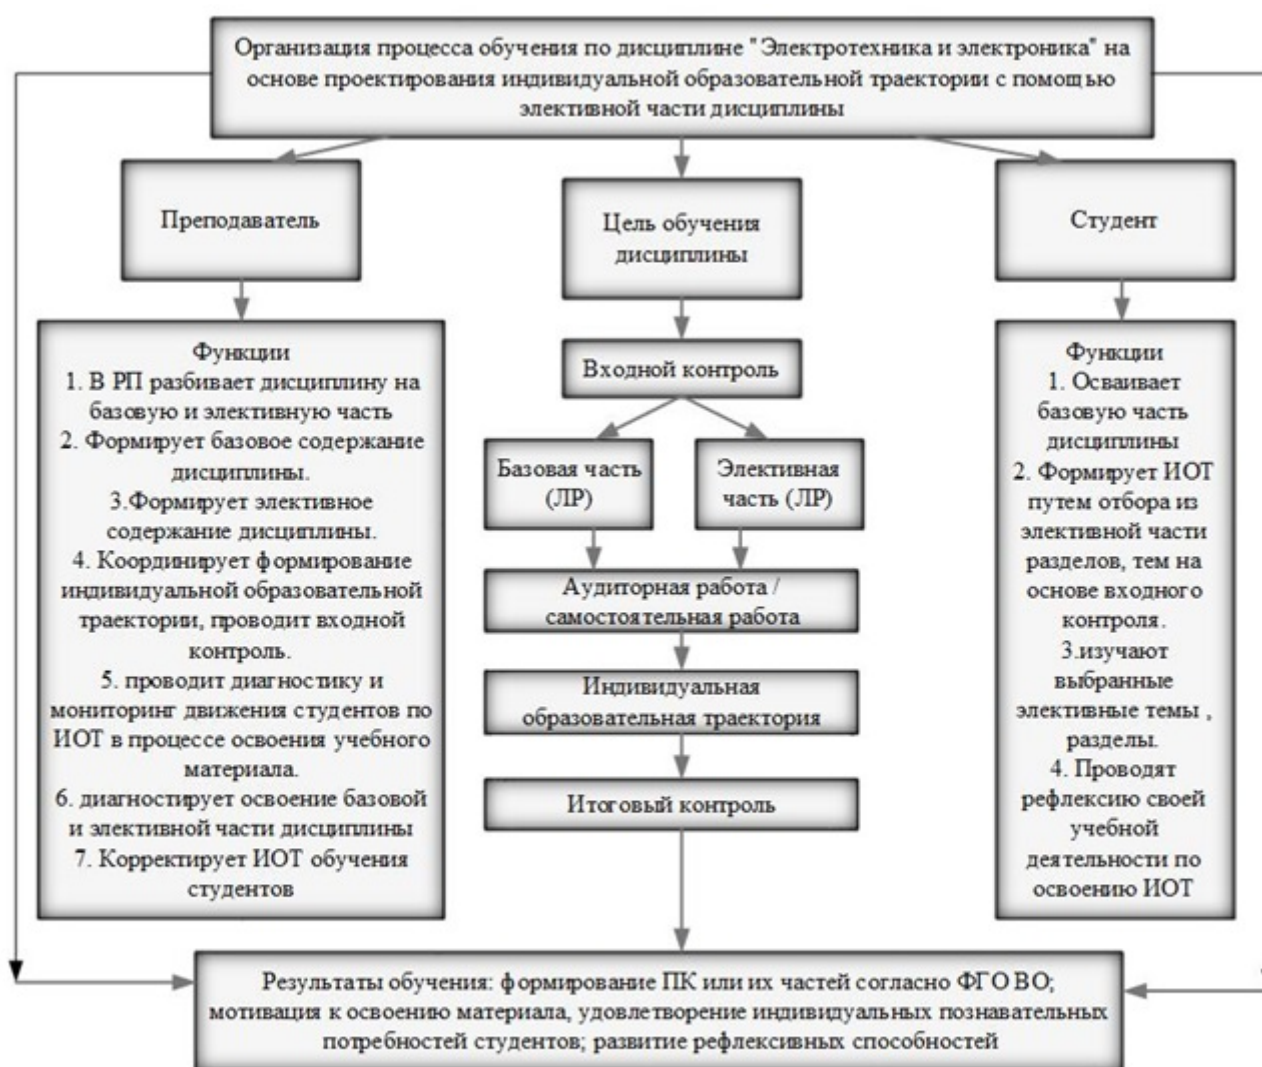 Организация процесса обучения по дисциплине "Электротехника и электроника" на
основе проектирования индивидуальной образовательной траектории с помощью
элективной части дисциплины
Преподаватель
Цель обучения
дисциплины
Студент
Функции
1. В РП разбивает дисциплину на
базовую и элективную часть
2. Формирует базовое содержание
дисциплины.
3.Формирует элективное
содержание дисциплины.
4. Координирует формирование
индивидуальной образовательной
траектории, проводит входной
контроль.
5. проводит диагностику и
мониторинг движения студентов по
ИОТ в процессе освоения учебного
материала.
6. диагностирует освоение базовой
и элективной части дисциплины
7. Корректирует ИОТ обучения
студентов
Входной контроль
Базовая часть
(ЛР)
Элективная
часть (ЛР)
Аудиторная работа /
самостоятельная работа
Индивидуальная
образовательная траектория
Итоговый контроль
Функции
1. Осваивает
базовую часть
дисциплины
2. Формирует ИОТ
путем отбора из
элективной части
разделов, тем на
основе входного
контроля.
3.изучают
выбранные
элективные темы ,
разделы.
4. Проводят
рефлексию своей
учебной
деятельности по
освоению ИОТ
Результаты обучения: формирование ПК или их частей согласно ФГО ВО;
мотивация к освоению материала, удовлетворение индивидуальных познавательных
потребностей студентов; развитие рефлексивных способностей